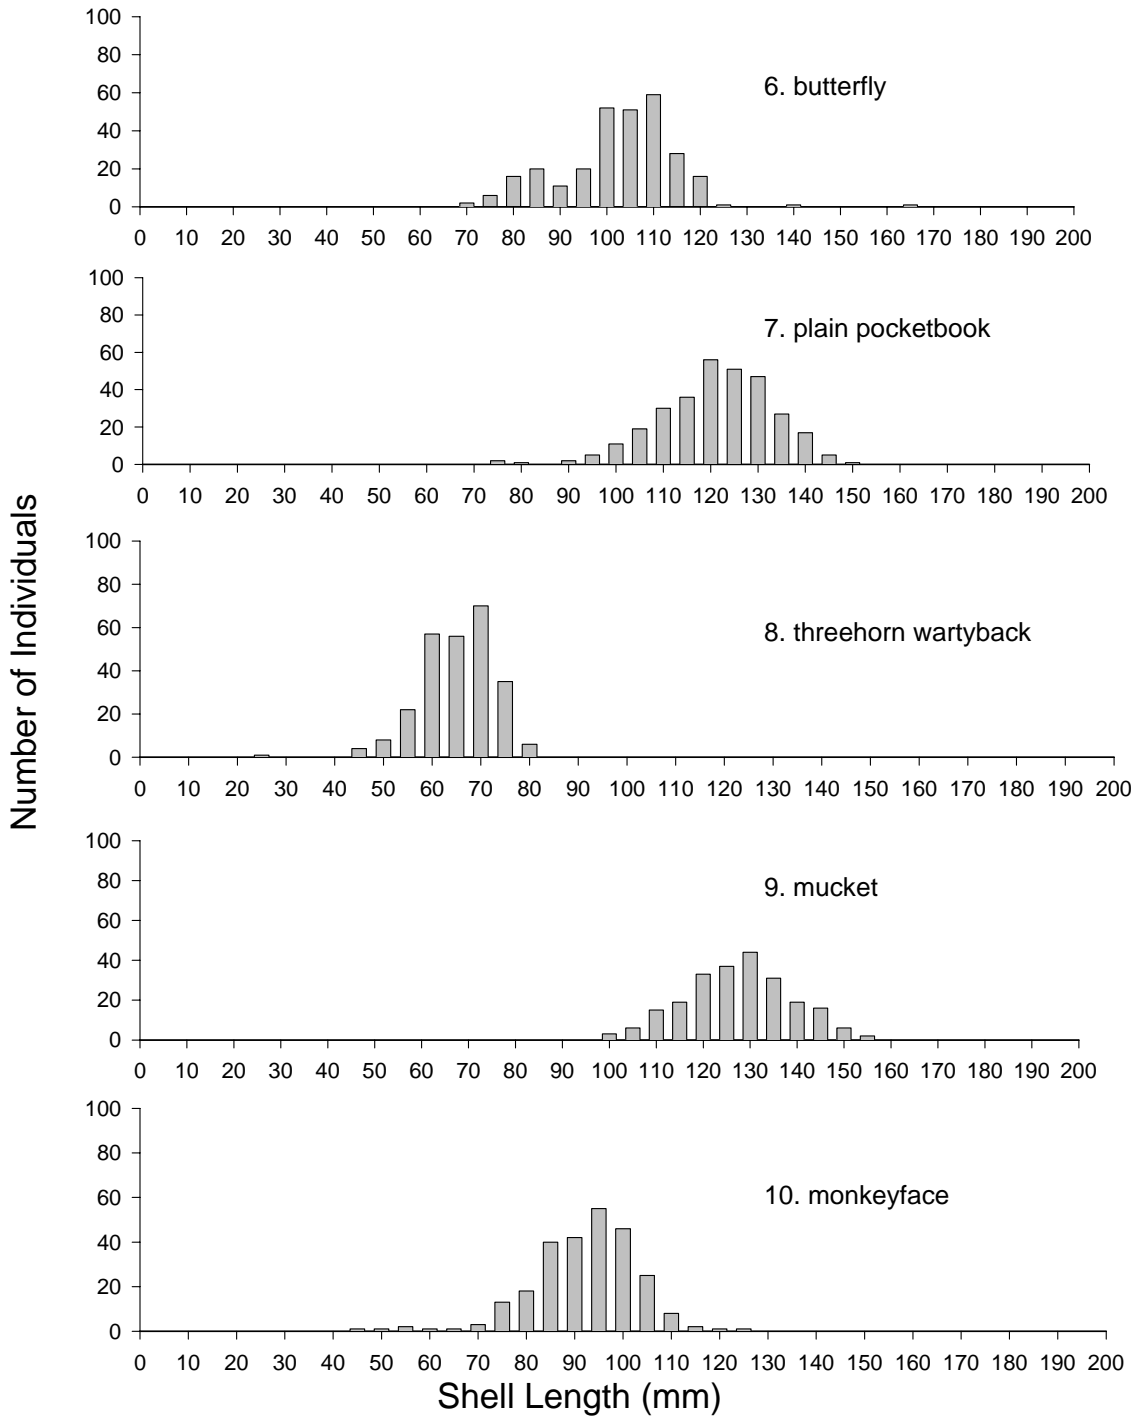 Number of Individuals
100
80
60
40
20
0
6. butterfly
0 10 20 30 40 50 60 70 80 90 100 110 120 130 140 150 160 170 180 190 200
100
80
60
40
20
0
7. plain pocketbook
0 10 20 30 40 50 60 70 80 90 100 110 120 130 140 150 160 170 180 190 200
100
80
60
40
20
0
8. threehorn wartyback
0 10 20 30 40 50 60 70 80 90 100 110 120 130 140 150 160 170 180 190 200
100
80
60
40
20
0
9. mucket
0 10 20 30 40 50 60 70 80 90 100 110 120 130 140 150 160 170 180 190 200
100
80
60
40
20
0
10. monkeyface
0 10 20 30 40 50 60 70 80 90 100 110 120 130 140 150 160 170 180 190 200
Shell Length (mm)